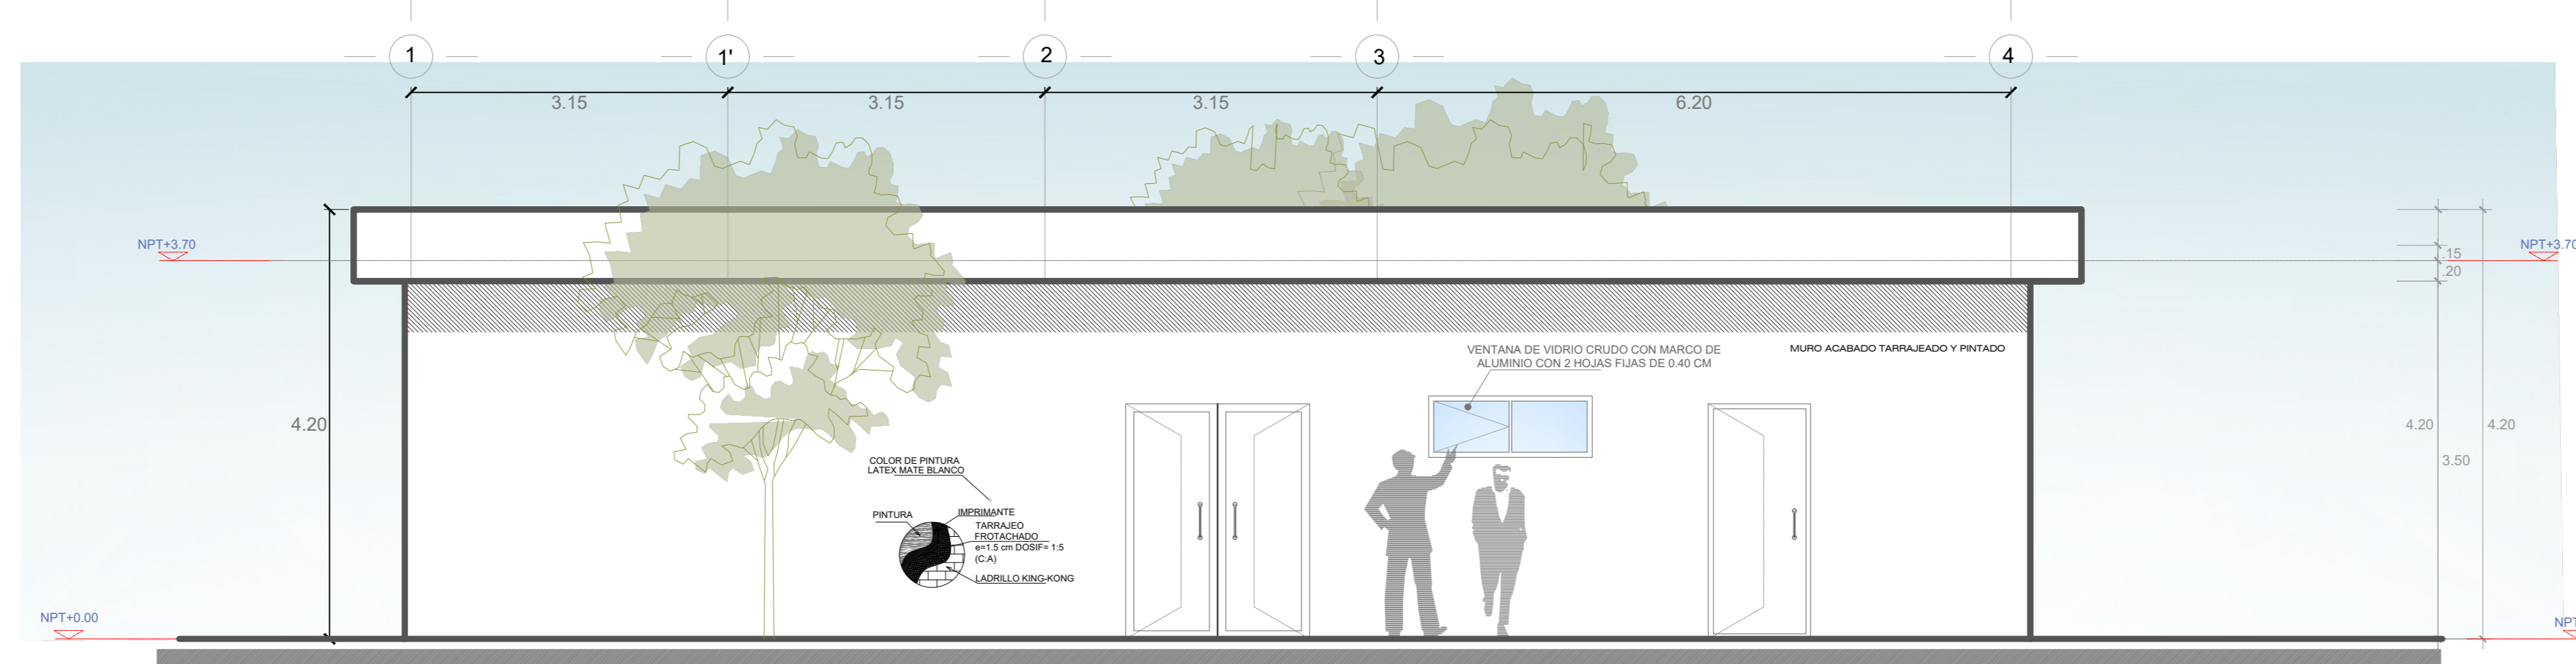 1
1'
2
3
4
3.15
3.15
3.15
6.20
NPT+3.70
NPT+3.70
.15
.20
VENTANA DE VIDRIO CRUDO CON MARCO DE
ALUMINIO CON 2 HOJAS FIJAS DE 0.40 CM
MURO ACABADO TARRAJEADO Y PINTADO
4.20
4.20
4.20
3.50
COLOR DE PINTURA
LATEX MATE BLANCO
PINTURA
IMPRIMANTE
TARRAJEO
FROTACHADO
e=1.5 cm DOSIF= 1:5
(C:A)
LADRILLO KING-KONG
NPT+0.00
NPT